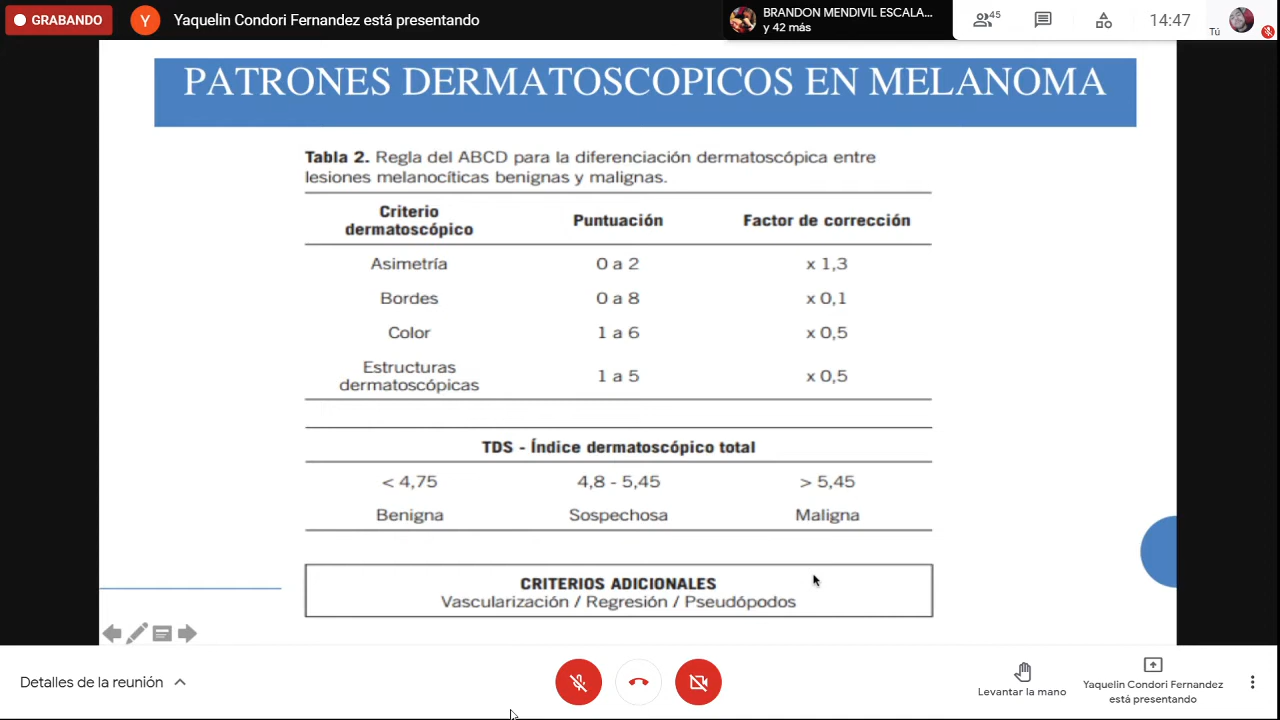 GRABANDO
Y
Yaquelin Condori Fernandez está presentando
BRANDON MENDIVIL ESCALA...
y 42 más
45
14:47
Tú
PATRONES DERMATOSCOPICOS EN MELANOMA
Tabla 2. Regla del ABCD para la diferenciación dermatoscópica entre
lesiones melanocíticas benignas y malignas.
Criterio
dermatoscópico
Puntuación
Factor de corrección
Asimetría
0 a 2
x 1,3
Bordes
0 a 8
x 0,1
Color
1 a 6
x 0,5
Estructuras
dermatoscópicas
1 a 5
x 0,5
TDS - Índice dermatoscópico total
< 4,75
4,8 - 5,45
> 5,45
Benigna
Sospechosa
Maligna
CRITERIOS ADICIONALES
Vascularización / Regresión / Pseudópodos
Detalles de la reunión
Levantar la mano
Yaquelin Condori Fernandez
está presentando